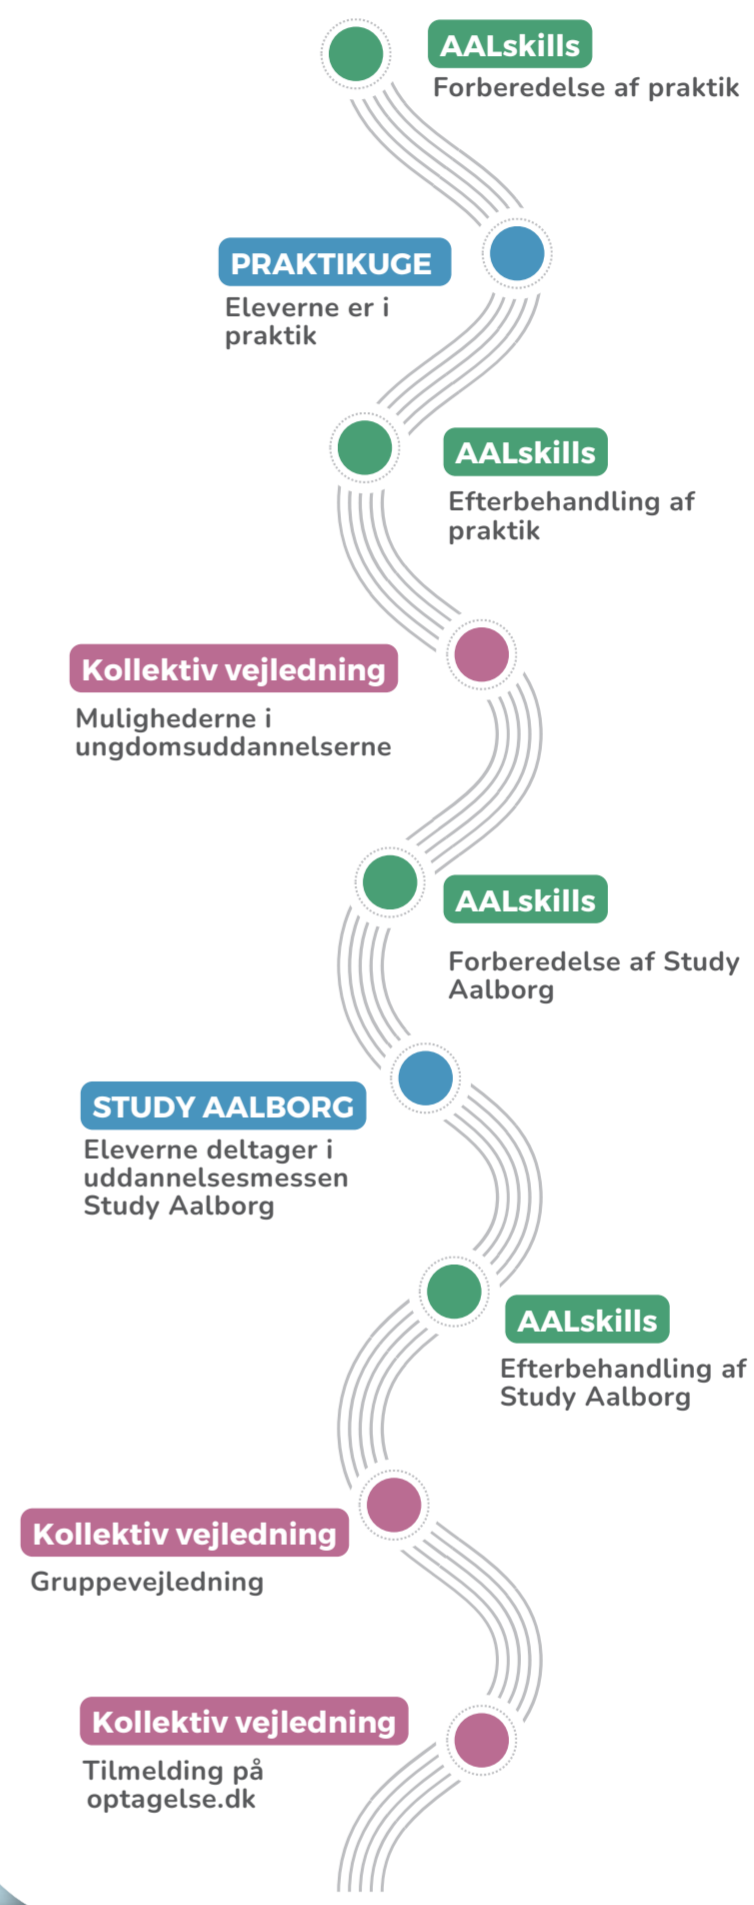 AALskills
Forberedelse af praktik
PRAKTIKUGE
Eleverne er i
praktik
AALskills
Efterbehandling af
praktik
Kollektiv vejledning
Mulighederne i
ungdomsuddannelserne
AALskills
Forberedelse af Study
Aalborg
STUDY AALBORG
Eleverne deltager i
uddannelsesmessen
Study Aalborg
AALskills
Efterbehandling af
Study Aalborg
Kollektiv vejledning
Gruppevejledning
Kollektiv vejledning
Tilmelding på
optagelse.dk